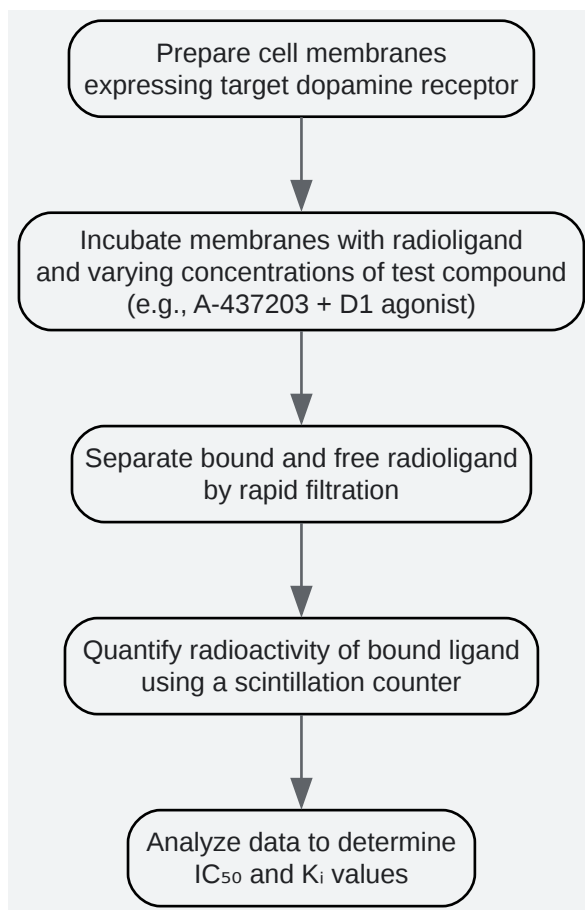 Prepare cell membranes
expressing target dopamine receptor
Incubate membranes with radioligand
and varying concentrations of test compound
(e.g., A-437203 + D1 agonist)
Separate bound and free radioligand
by rapid filtration
Quantify radioactivity of bound ligand
using a scintillation counter
Analyze data to determine
IC₅₀ and Kᵢ values